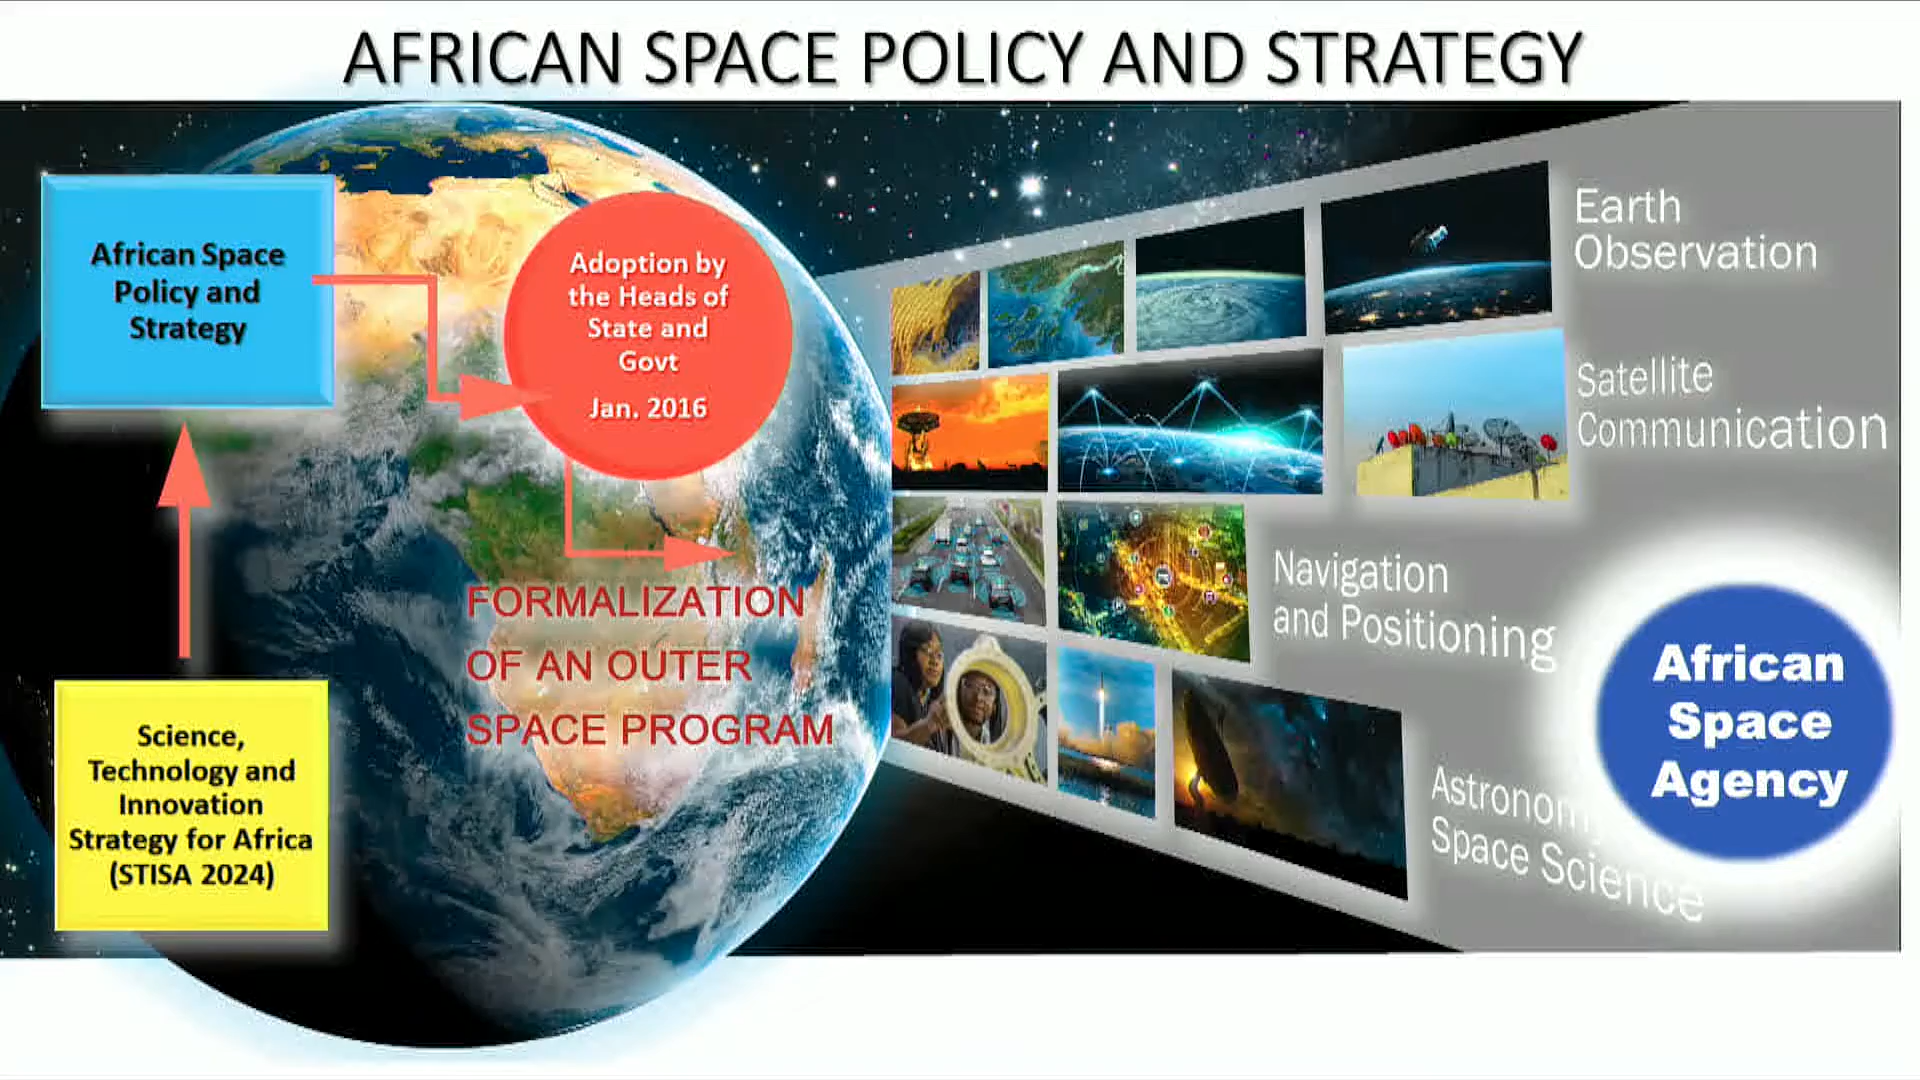 AFRICAN SPACE POLICY AND STRATEGY
African Space
Policy and
Strategy
Adoption by
the Heads of
State and
Govt
Jan. 2016
FORMALIZATION
OF AN OUTER
SPACE PROGRAM
Science,
Technology and
Innovation
Strategy for Africa
(STISA 2024)
Earth
Observation
Satellite
Communication
Navigation
and Positioning
Astronomy
Space Science
African
Space
Agency